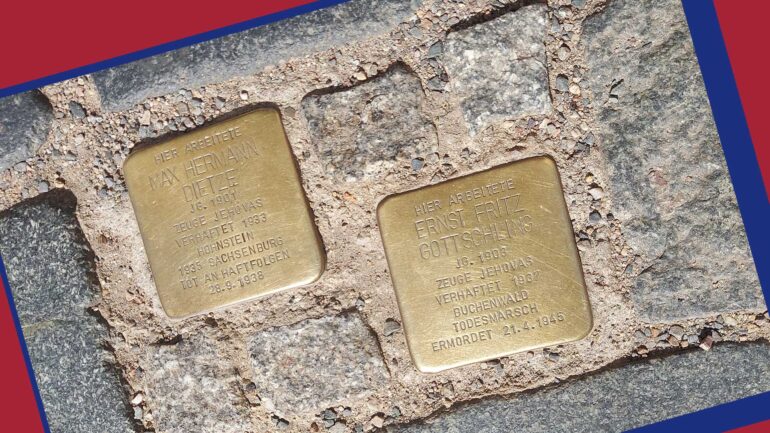 HIER ARBEITETE
MAX HERMANN
DIETZE
JG. 1901
ZEUGE JEHOVAS
VERHAFTET 1933
HOHNSTEIN
1935 SACHSENBURG
TOT AN HAFTFOLGEN
28.9.1938
HIER ARBEITETE
ERNST FRITZ
GOTTSCHLING
JG. 1903
ZEUGE JEHOVAS
VERHAFTET 1937
BUCHENWALD
TODESMARSCH
ERMORDET 21.4.1945